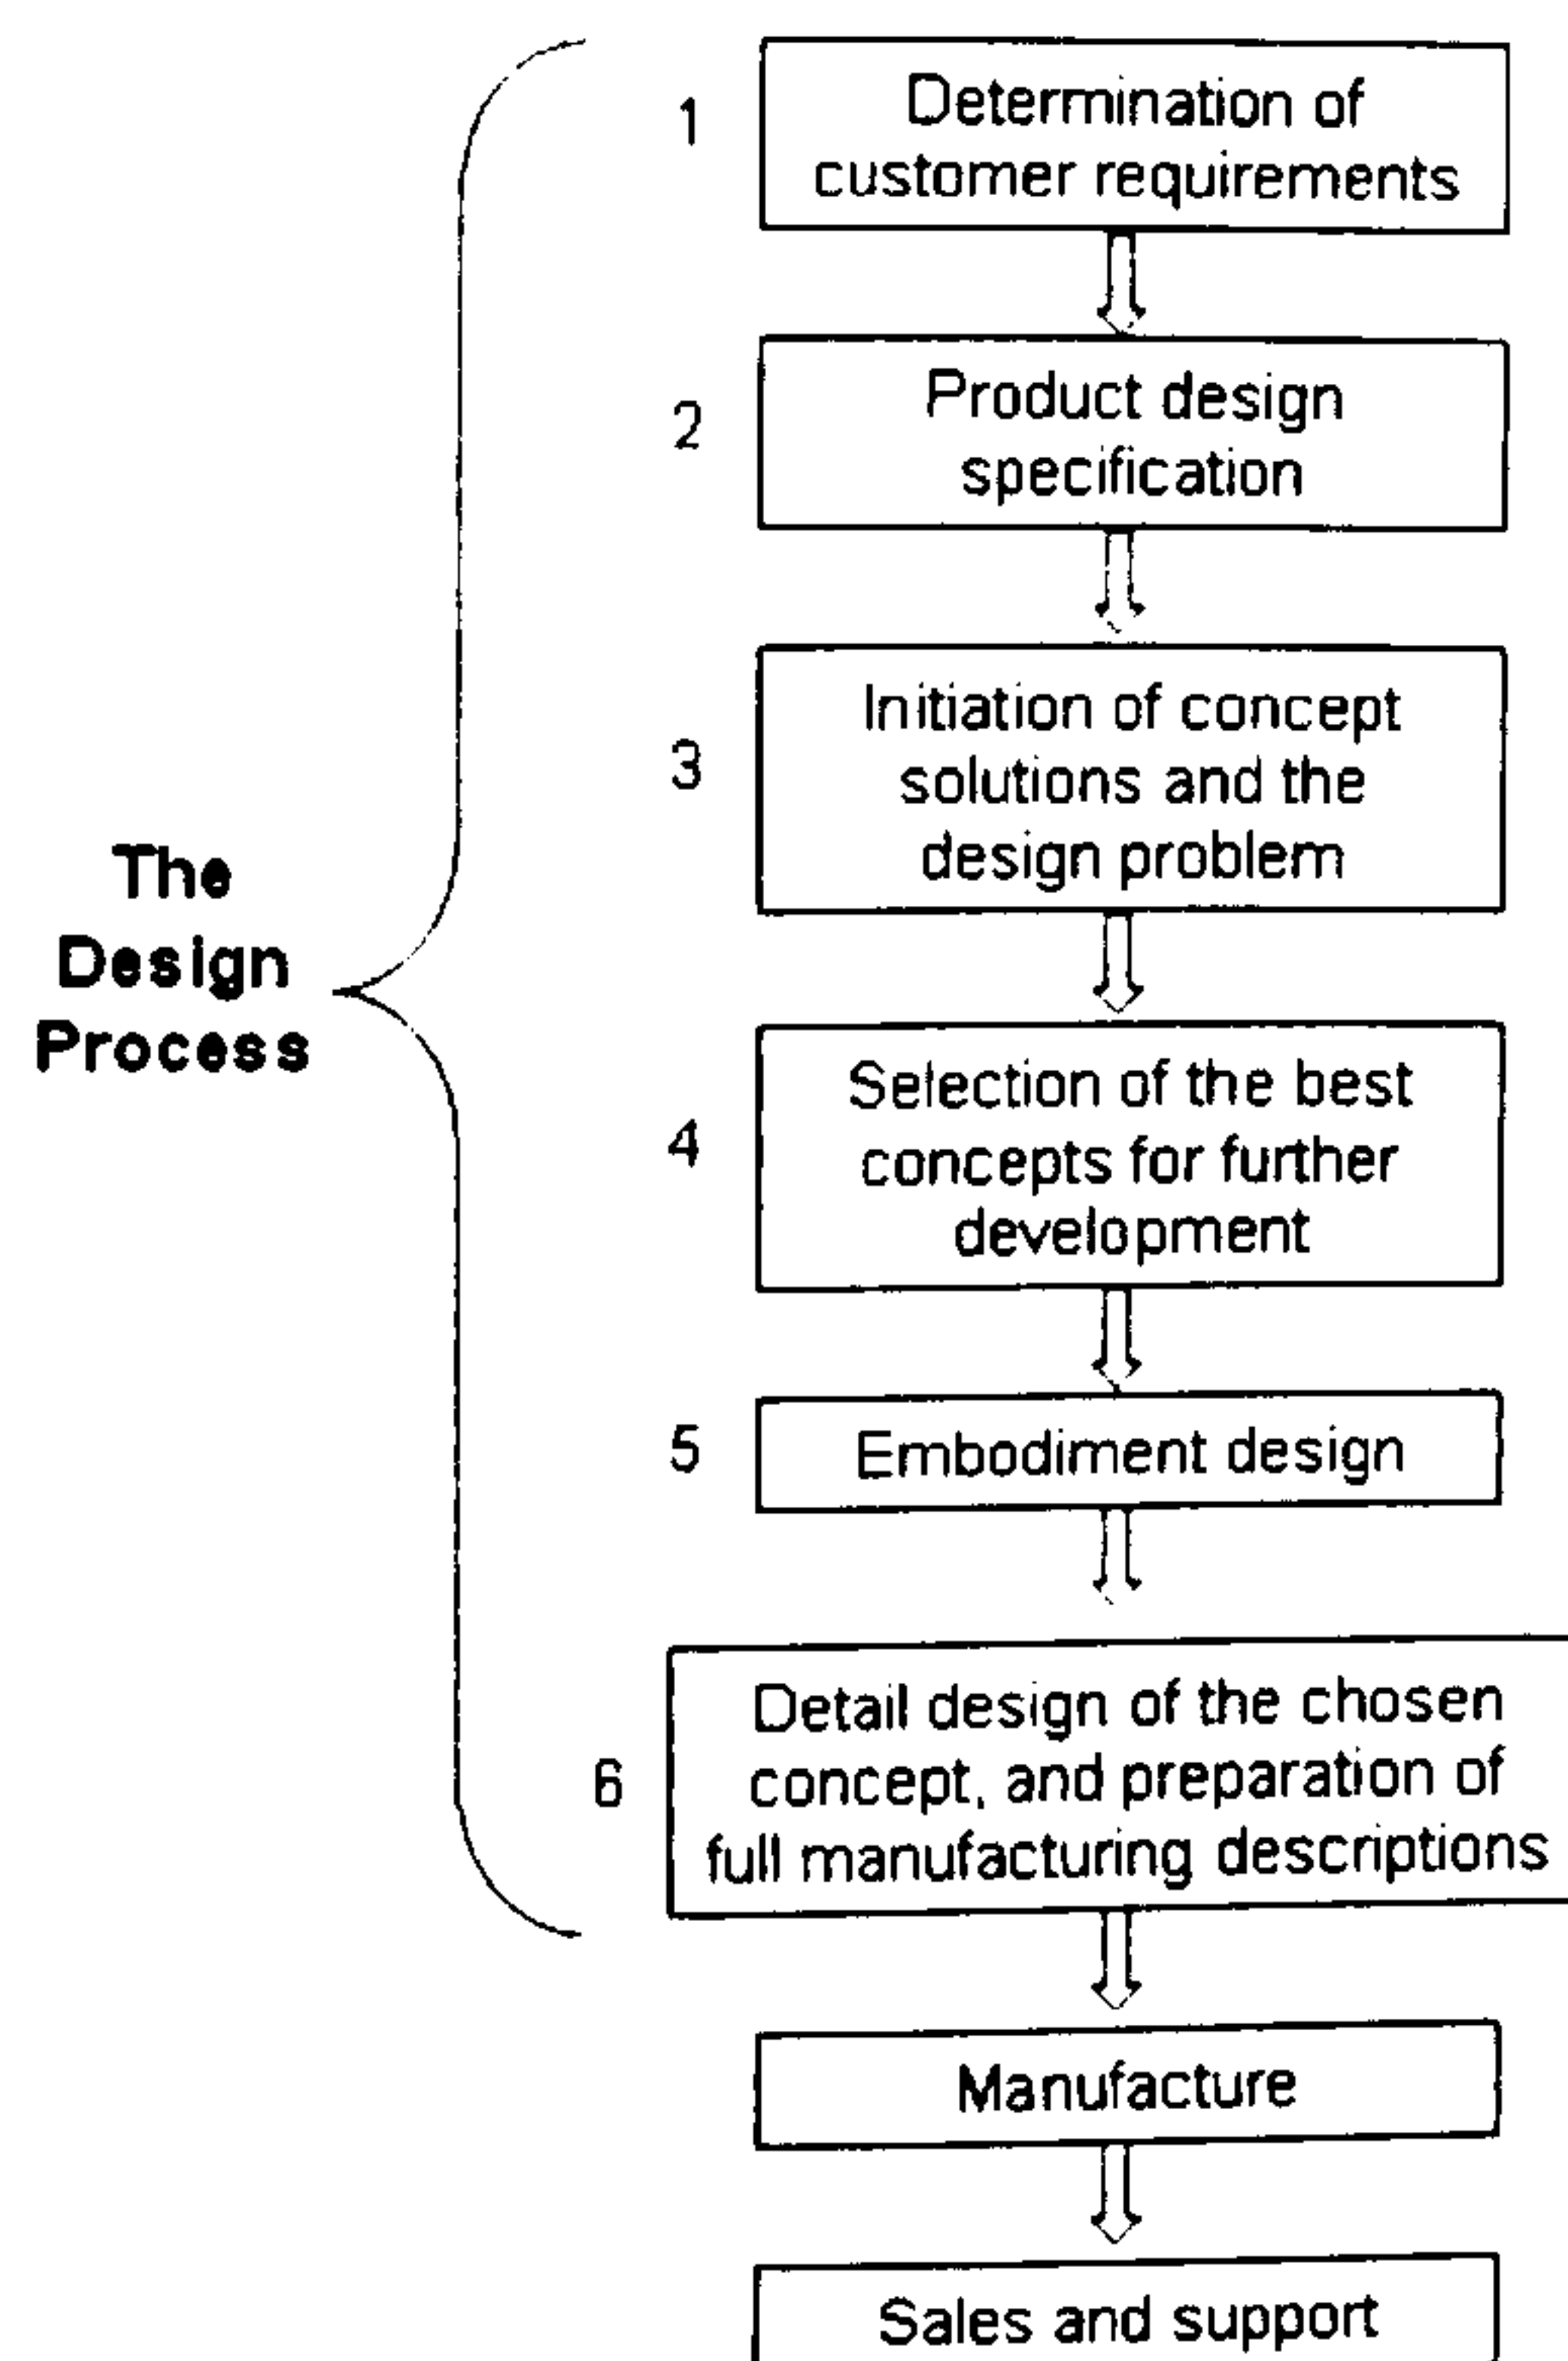 The
Design
Process
1
Determination of
customer requirements
2
Product design
specification
3
Initiation of concept
solutions and the
design problem
4
Selection of the best
concepts for further
development
5
Embodiment design
6
Detail design of the chosen
concept, and preparation of
full manufacturing descriptions
Manufacture
Sales and support